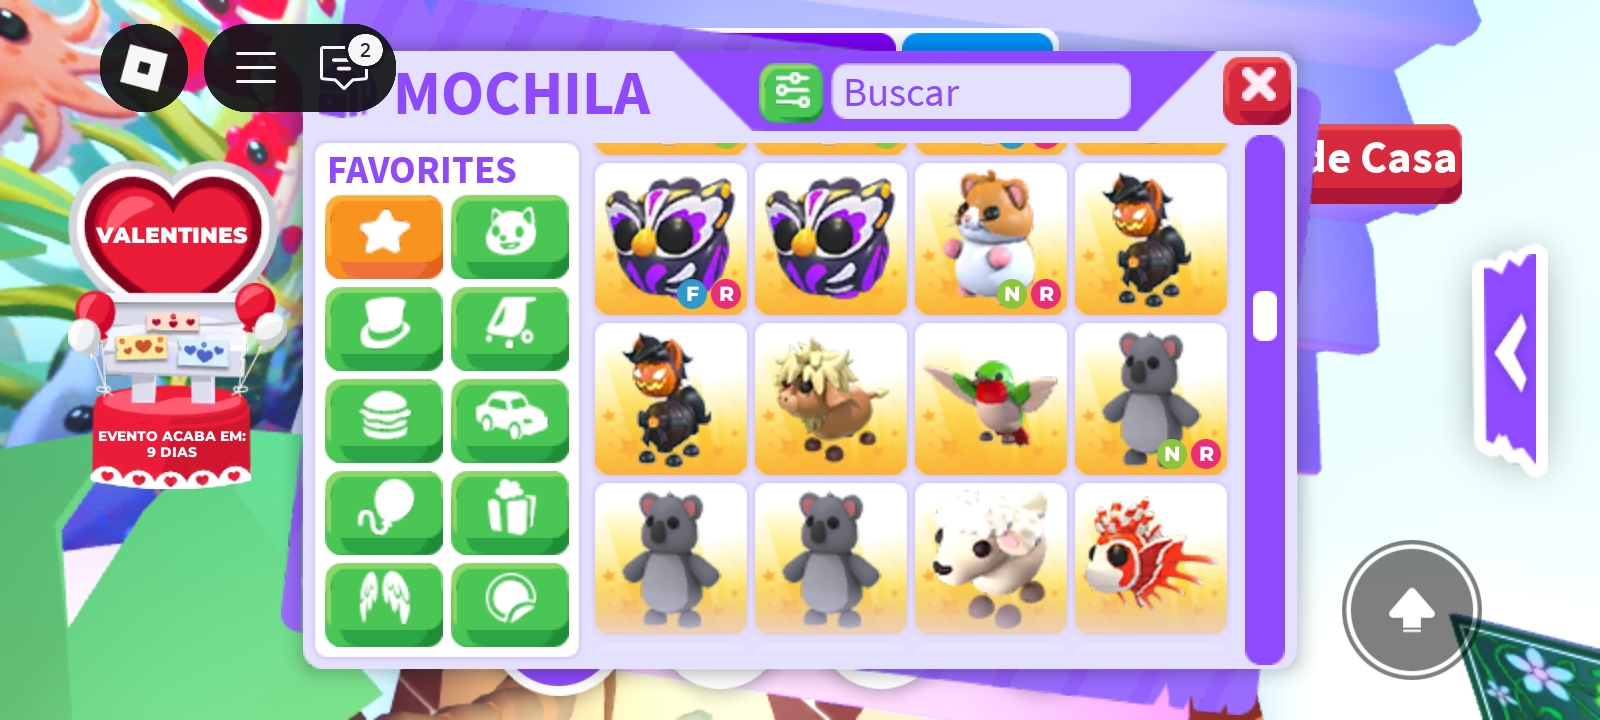 2
MOCHILA
Buscar
FAVORITES
de Casa
VALENTINES
EVENTO ACABA EM:
9 DIAS
F R
N R
N R